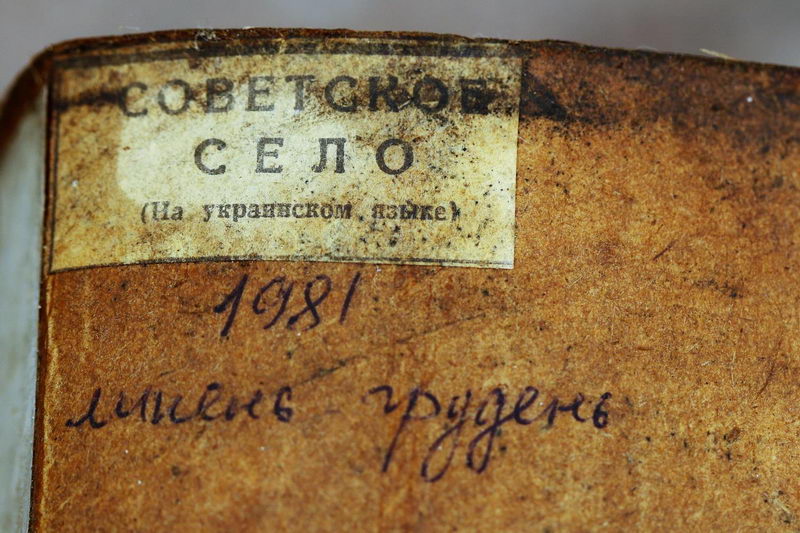 СОВЕТСКОЕ
СЕЛО
(На украинском языке)
1981
липень - грудень